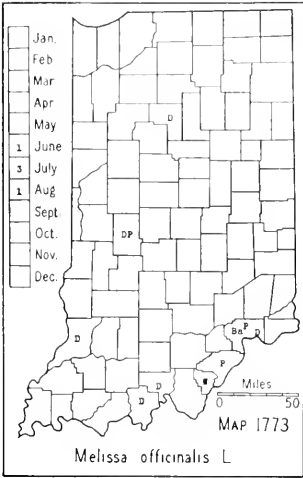 Jan.
Feb
Mar
Apr
May
1 June
3 July
1 Aug
Sept.
Oct.
Nov.
Dec.
D
DP
P
Ba D
D
P
W
D
D
Miles
0 50
MAP 1773
Melissa officinalis L